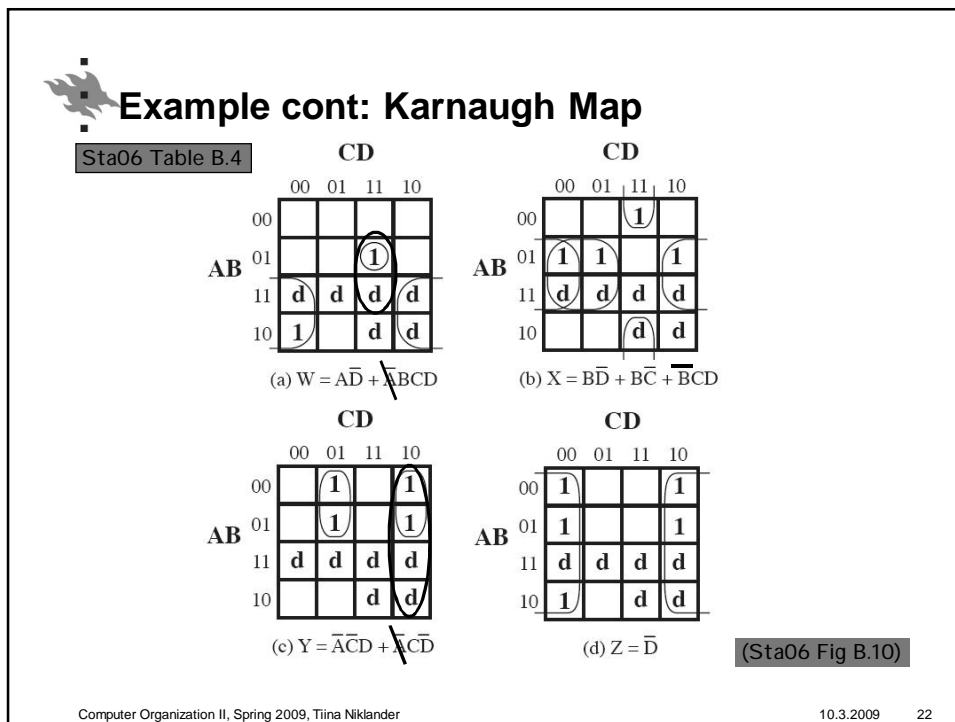 Example cont: Karnaugh Map
Sta06 Table B.4
CD
00 01 11 10
00
01 1
AB
11 d d d d
10 1 d d
(a) W = AD̅ + A̅BCD
CD
00 01 11 10
00 1
01 1 1 1
AB
11 d d d d
10 d d
(b) X = BD̅ + BC̅ + B̅CD
CD
00 01 11 10
00 1 1
01 1 1
AB
11 d d d d
10 d d
(c) Y = A̅C̅D + A̅CD̅
CD
00 01 11 10
00 1 1
01 1 1
AB
11 d d d d
10 1 d d
(d) Z = D̅
(Sta06 Fig B.10)
Computer Organization II, Spring 2009, Tiina Niklander 10.3.2009 22